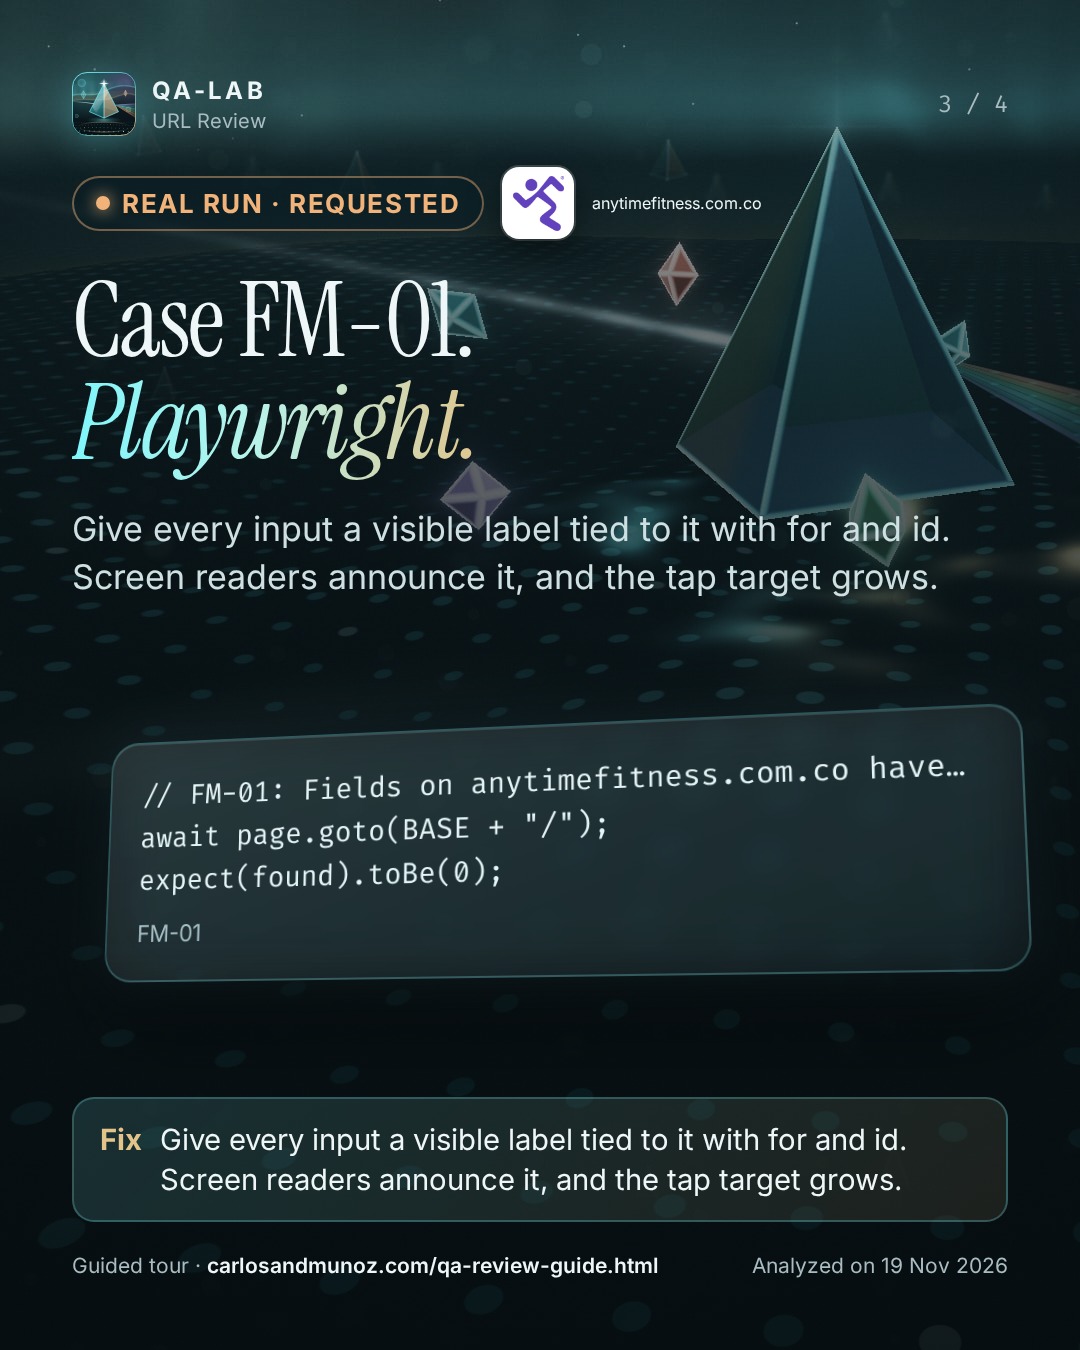 QA-LAB
URL Review
3 / 4
REAL RUN · REQUESTED
anytimefitness.com.co
Case FM-01.
Playwright.
Give every input a visible label tied to it with for and id.
Screen readers announce it, and the tap target grows.
// FM-01: Fields on anytimefitness.com.co have…
await page.goto(BASE + "/");
expect(found).toBe(0);
FM-01
Fix Give every input a visible label tied to it with for and id.
Screen readers announce it, and the tap target grows.
Guided tour · carlosandmunoz.com/qa-review-guide.html
Analyzed on 19 Nov 2026